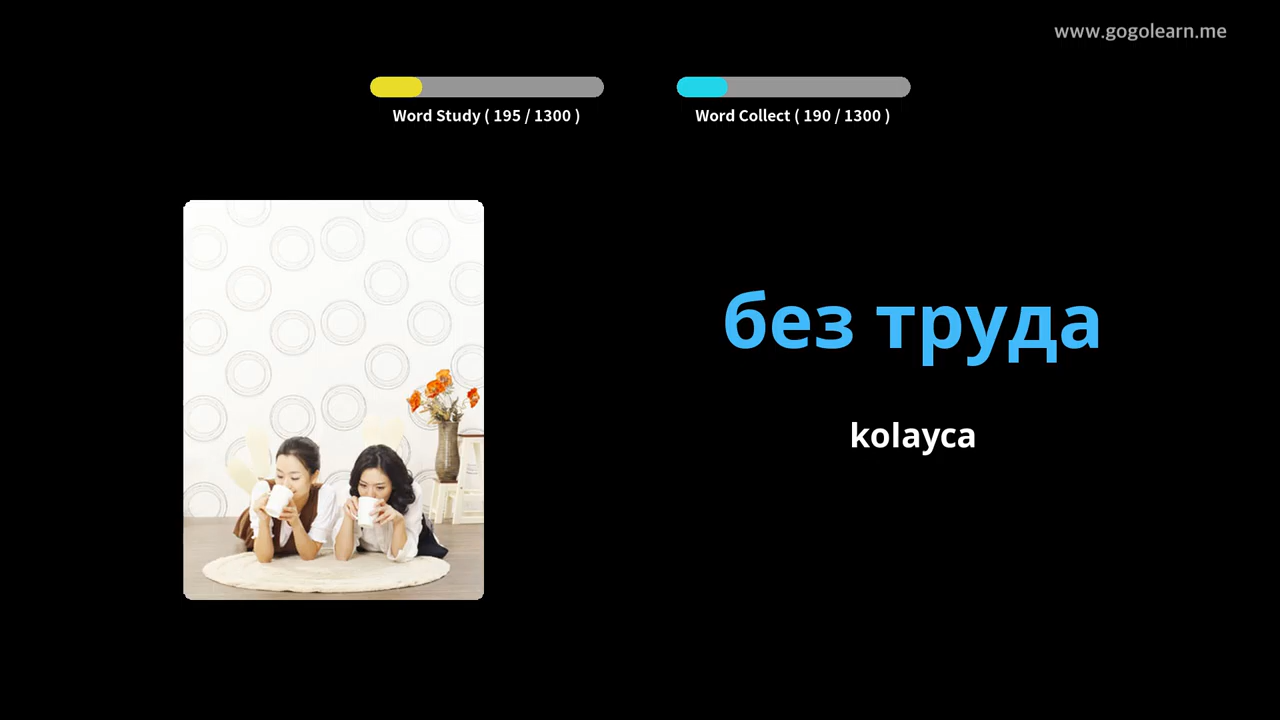 www.gogolearn.me
Word Study ( 195 / 1300 )
Word Collect ( 190 / 1300 )
без труда
kolayca